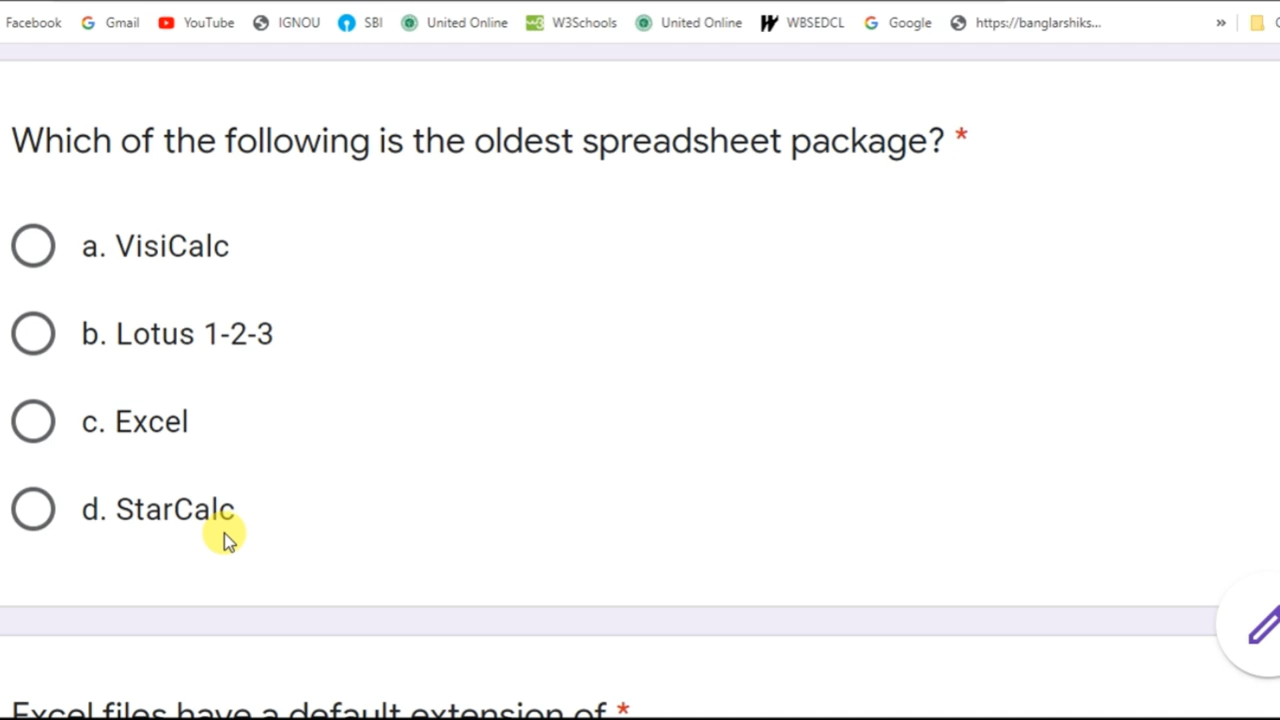 Facebook Gmail YouTube IGNOU SBI United Online W3Schools United Online WBSEDCL Google https://banglarshiks... »
Which of the following is the oldest spreadsheet package? *
a. VisiCalc
b. Lotus 1-2-3
c. Excel
d. StarCalc
Excel files have a default extension of *